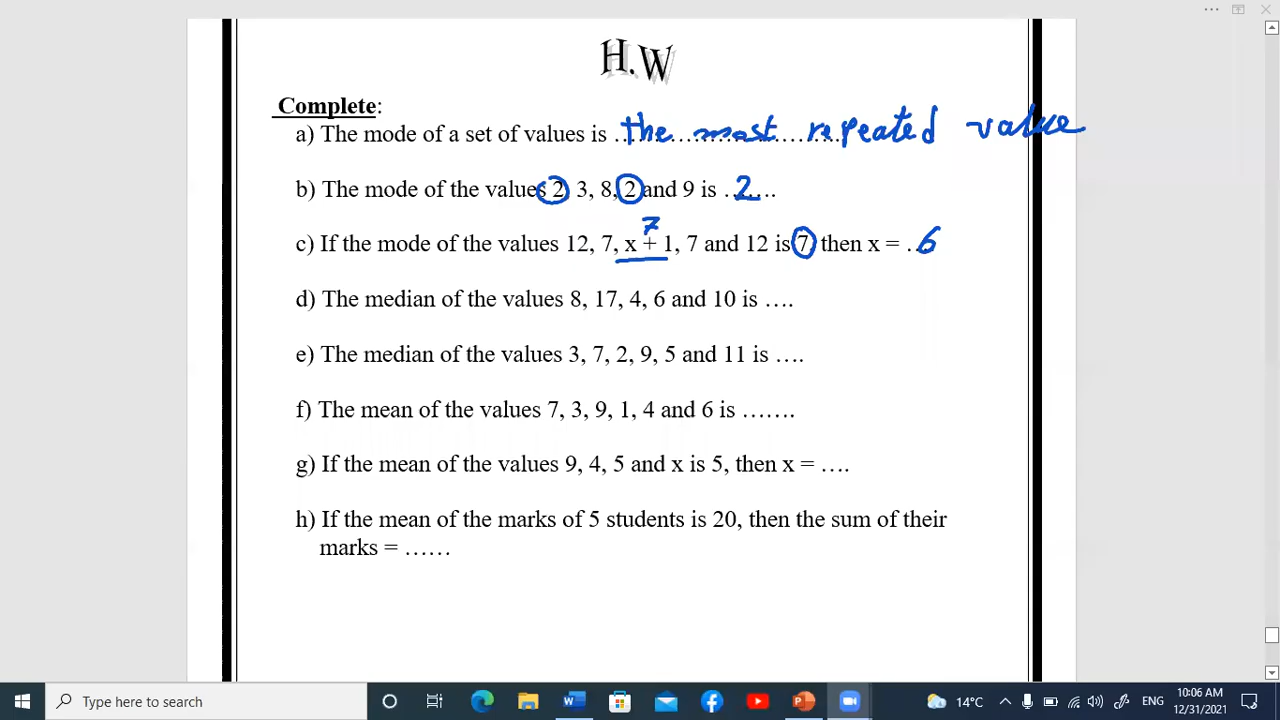 H.W
Complete:
a) The mode of a set of values is ......the most repeated value
b) The mode of the values 2, 3, 8, 2 and 9 is ...2...
7
c) If the mode of the values 12, 7, x + 1, 7 and 12 is 7, then x = ..6
d) The median of the values 8, 17, 4, 6 and 10 is ….
e) The median of the values 3, 7, 2, 9, 5 and 11 is ….
f) The mean of the values 7, 3, 9, 1, 4 and 6 is …….
g) If the mean of the values 9, 4, 5 and x is 5, then x = ….
h) If the mean of the marks of 5 students is 20, then the sum of their
marks = ……
Type here to search
14°C
ENG
10:06 AM
12/31/2021